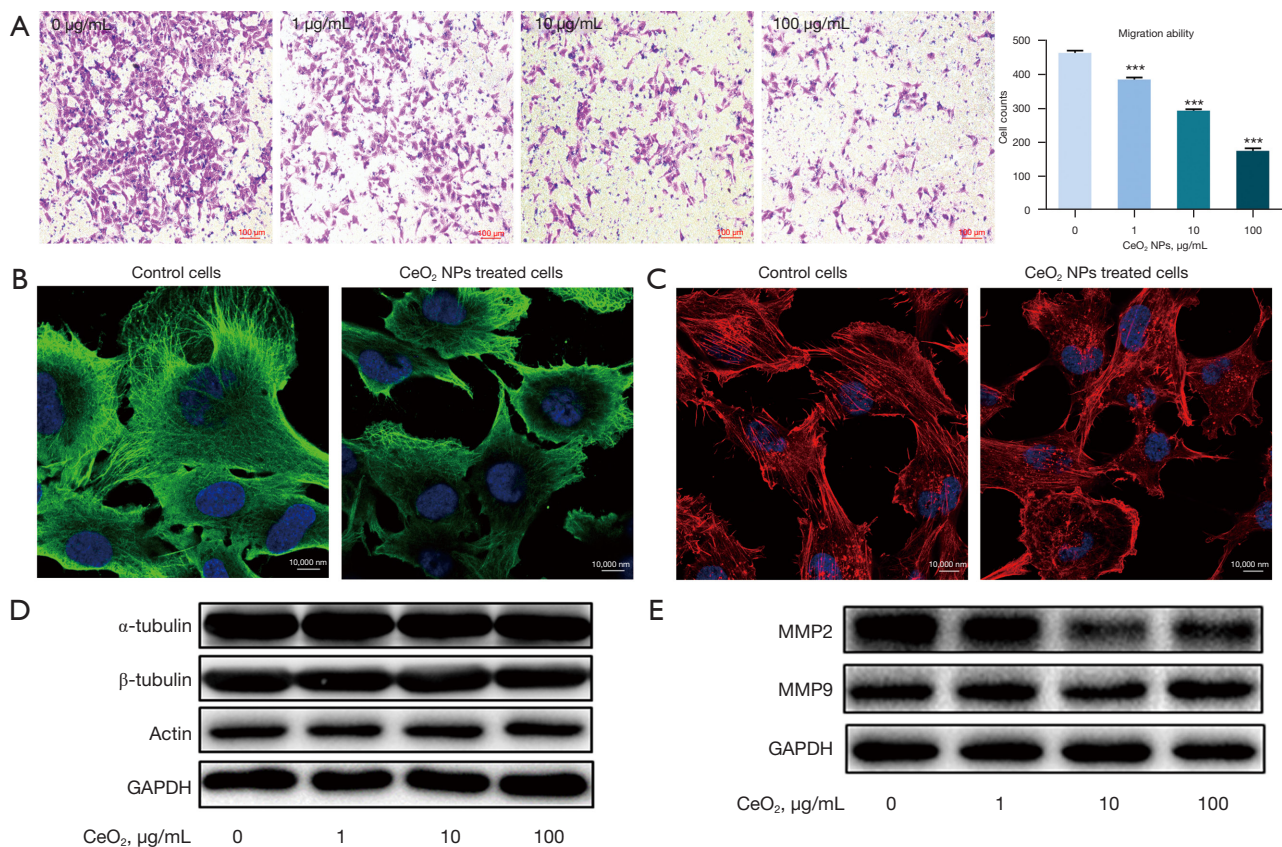 A
0 µg/mL
1 µg/mL
10 µg/mL
100 µg/mL
100 µm
100 µm
100 µm
100 µm
Migration ability
Cell counts
500
400
300
200
100
0
***
***
***
0
1
10
100
CeO₂ NPs, µg/mL
B
Control cells
CeO₂ NPs treated cells
10,000 nm
10,000 nm
C
Control cells
CeO₂ NPs treated cells
10,000 nm
10,000 nm
D
α-tubulin
β-tubulin
Actin
GAPDH
CeO₂, µg/mL 0 1 10 100
E
MMP2
MMP9
GAPDH
CeO₂, µg/mL 0 1 10 100